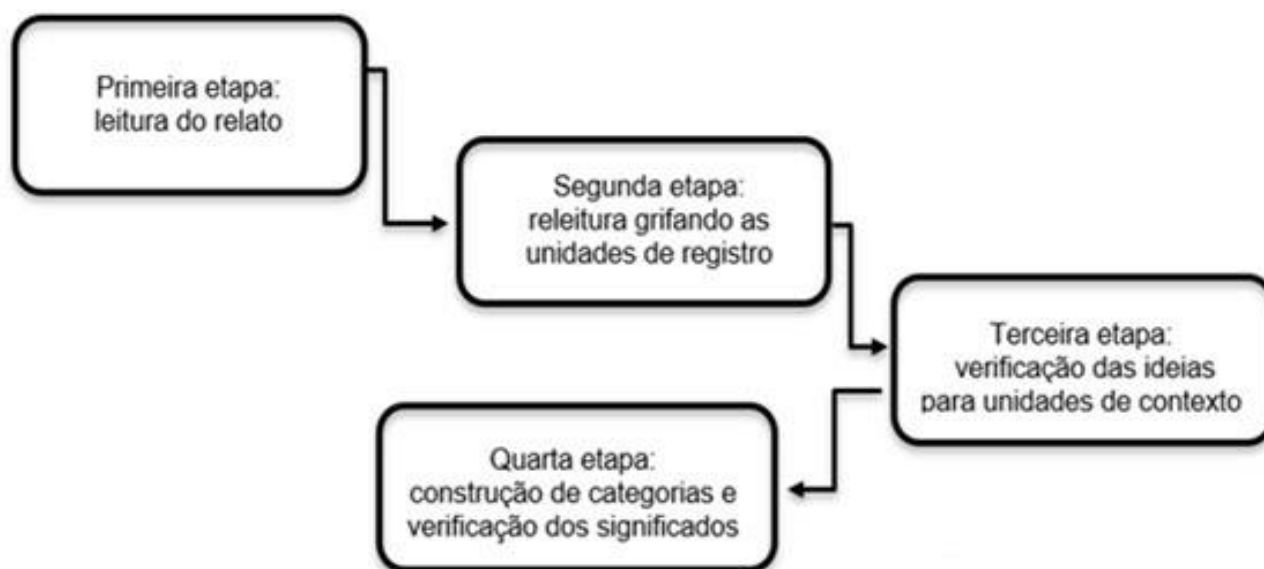 Primeira etapa:
leitura do relato
Segunda etapa:
releitura grifando as
unidades de registro
Terceira etapa:
verificação das ideias
para unidades de contexto
Quarta etapa:
construção de categorias e
verificação dos significados